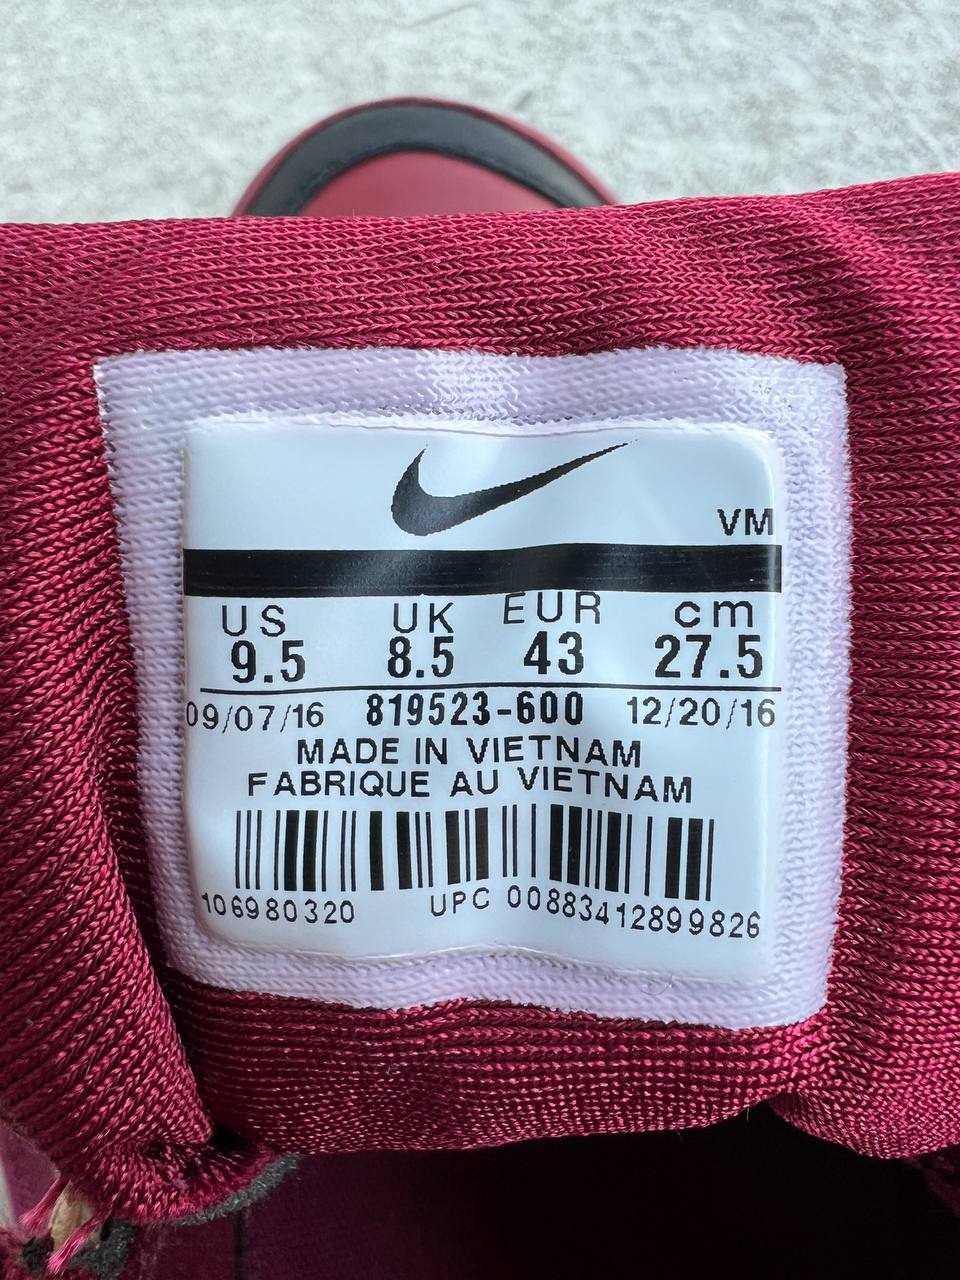 VM
US UK EUR cm
9.5 8.5 43 27.5
09/07/16 819523-600 12/20/16
MADE IN VIETNAM
FABRIQUE AU VIETNAM
106980320 UPC 00883412899826